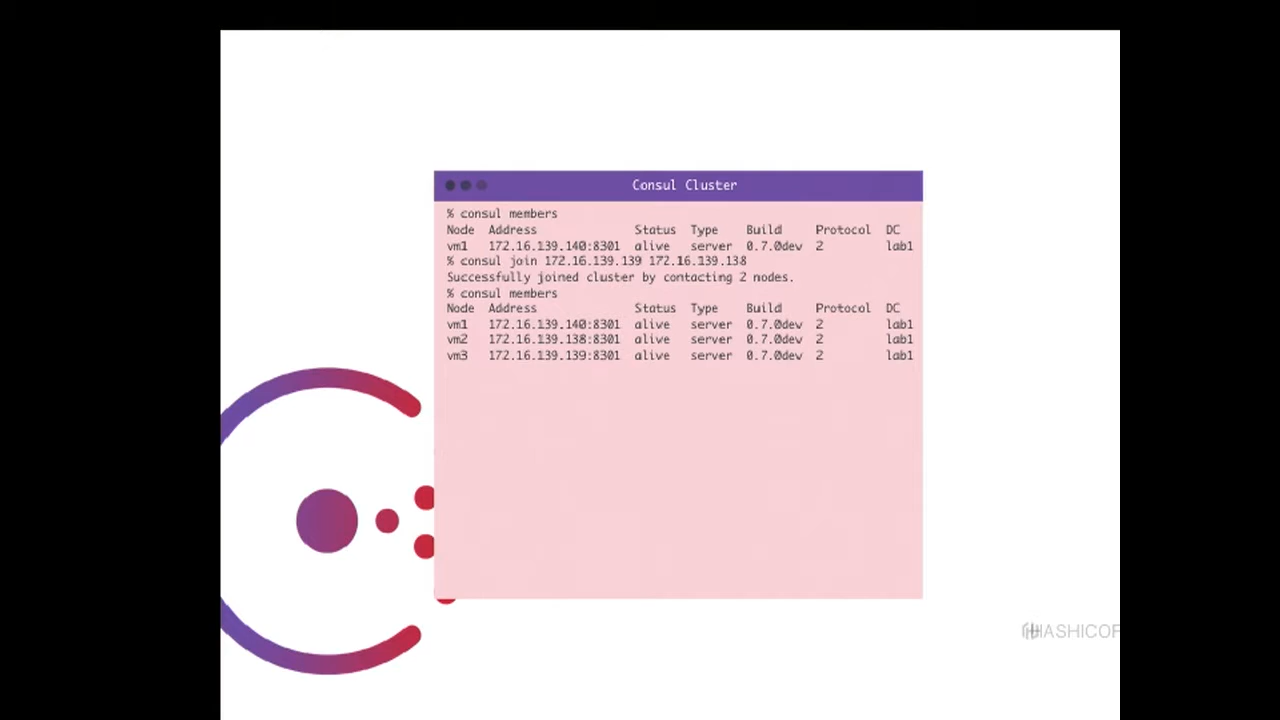 Consul Cluster
% consul members
Node Address Status Type Build Protocol DC
vm1 172.16.139.140:8301 alive server 0.7.0dev 2 lab1
% consul join 172.16.139.139 172.16.139.138
Successfully joined cluster by contacting 2 nodes.
% consul members
Node Address Status Type Build Protocol DC
vm1 172.16.139.140:8301 alive server 0.7.0dev 2 lab1
vm2 172.16.139.138:8301 alive server 0.7.0dev 2 lab1
vm3 172.16.139.139:8301 alive server 0.7.0dev 2 lab1
HASHICOR